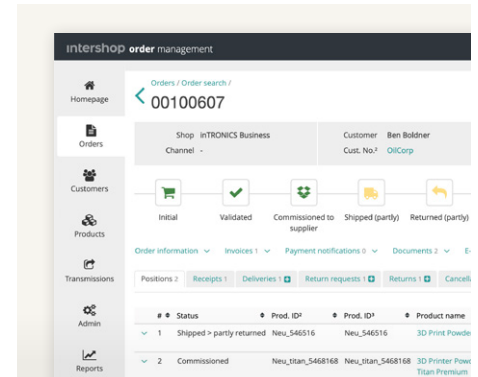 intershop order management
Homepage
Orders
Customers
Products
Transmissions
Admin
Reports
Orders / Order search /
00100607
Shop inTRONICS Business Customer Ben Boldner
Channel - Cust. No.² OilCorp
Initial Validated Commissioned to supplier Shipped (partly) Returned (partly)
Order information Invoices 1 Payment notifications 0 Documents 2 E-
Positions 2 Receipts 1 Deliveries 1 Return requests 1 Returns 1 Cancella
# Status Prod. ID² Prod. ID³ Product name
1 Shipped > partly returned Neu_546516 Neu_546516 3D Print Powde
2 Commissioned Neu_titan_5468168 Neu_titan_5468168 3D Printer Powd
Titan Premium